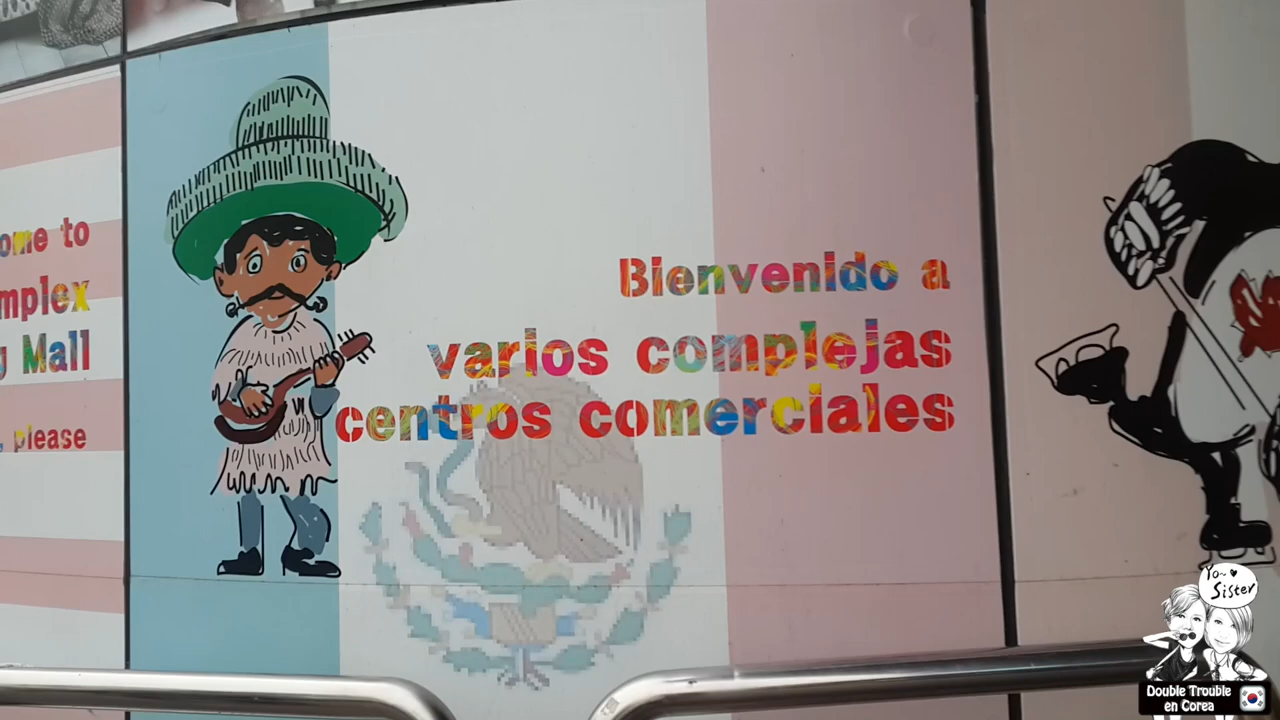 ome to
mplex
g Mall
, please
Bienvenido a
varios complejas
centros comerciales
Yo~ ♥
Sister
Double Trouble
en Corea